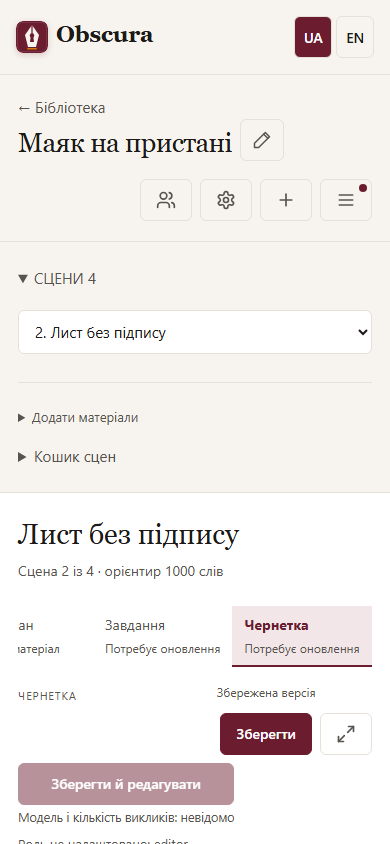 Obscura
UA
EN
← Бібліотека
Маяк на пристані
СЦЕНИ 4
2. Лист без підпису
Додати матеріали
Кошик сцен
Лист без підпису
Сцена 2 із 4 · орієнтир 1000 слів
ан
Завдання
Чернетка
атеріал
Потребує оновлення
Потребує оновлення
ЧЕРНЕТКА
Збережена версія
Зберегти
Зберегти й редагувати
Модель і кількість викликів: невідомо